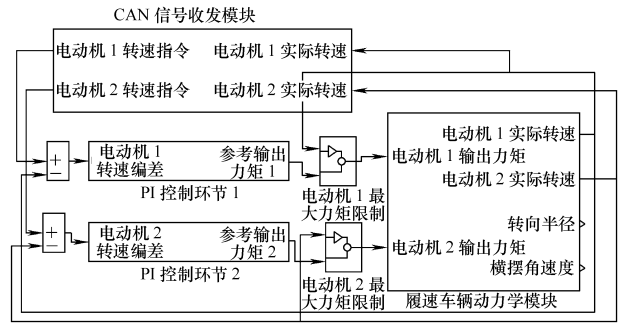 CAN 信号收发模块
电动机 1 转速指令
电动机 1 实际转速
电动机 2 转速指令
电动机 2 实际转速
+
−
电动机 1
转速编差
参考输出
力矩 1
PI 控制环节 1
电动机 1 最
大力矩限制
电动机 1 实际转速
电动机 1 输出力矩
电动机 2 实际转速
转向半径
电动机 2 输出力矩
横摆角速度
履速车辆动力学模块
+
−
电动机 2
转速编差
参考输出
力矩 2
PI 控制环节 2
电动机 2 最
大力矩限制